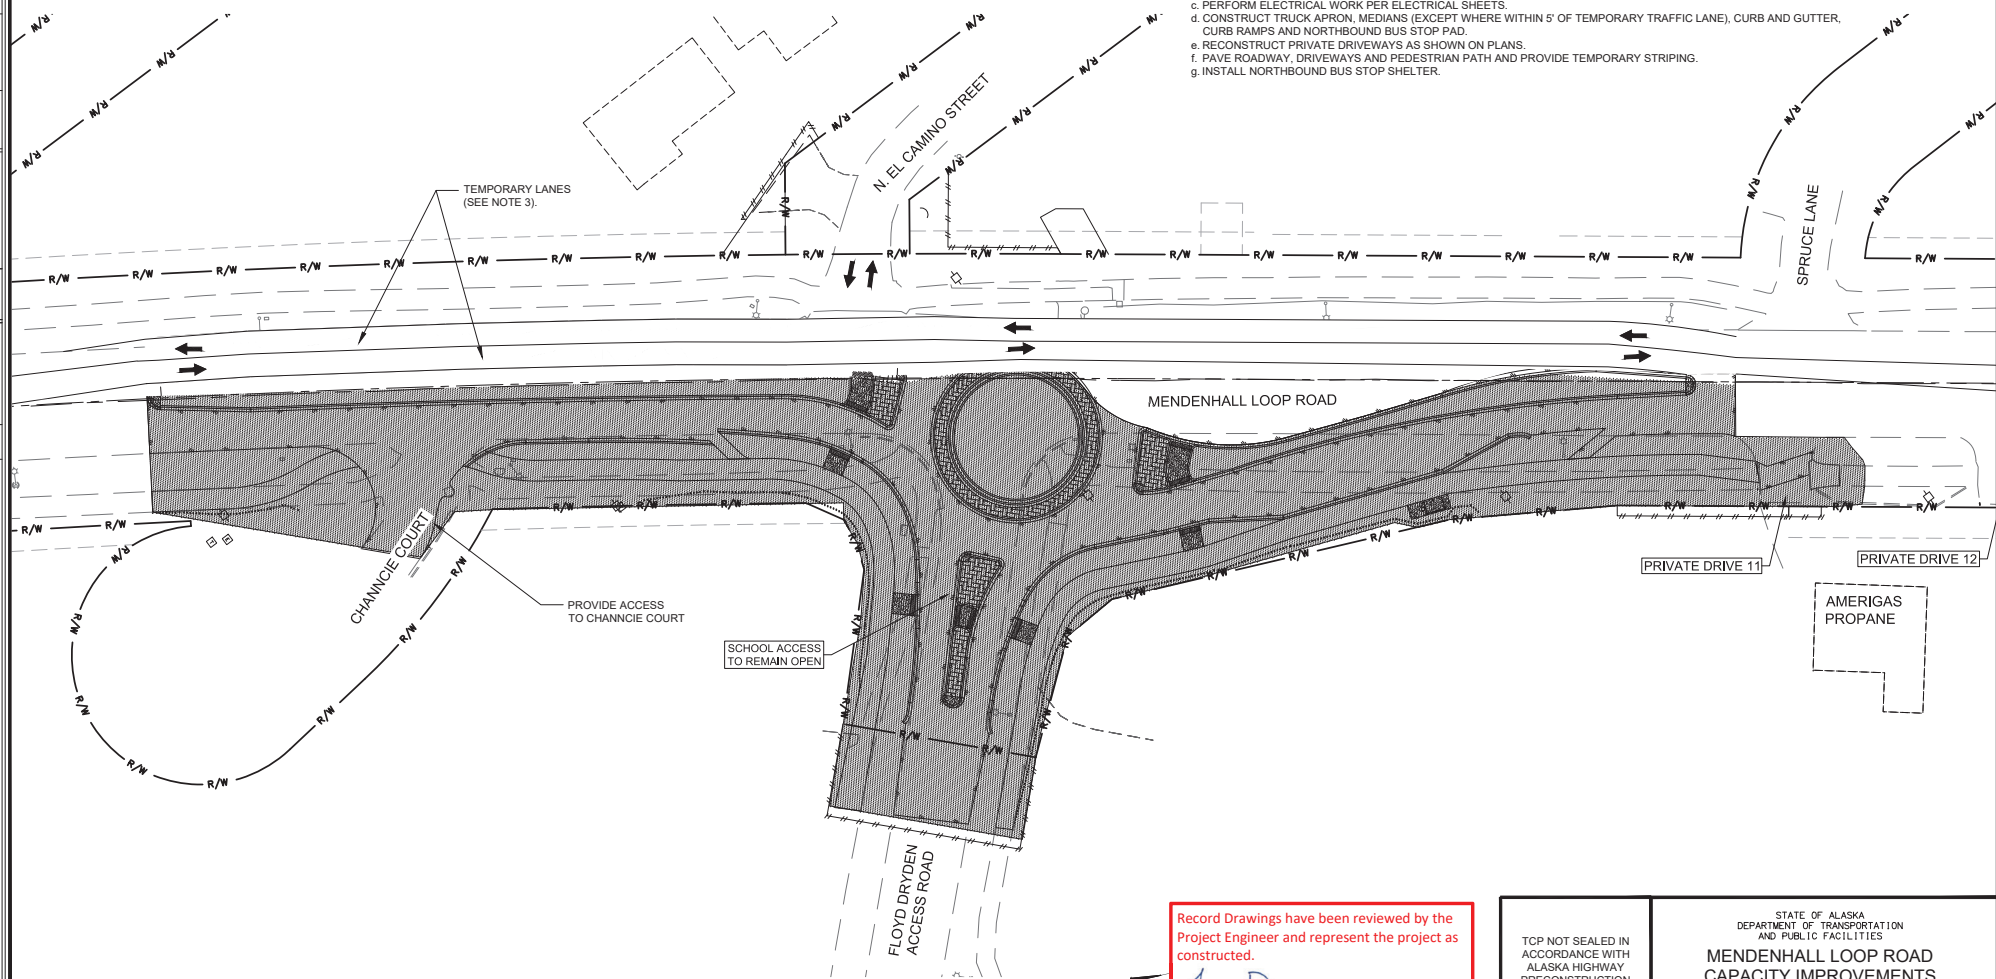 c. PERFORM ELECTRICAL WORK PER ELECTRICAL SHEETS.
d. CONSTRUCT TRUCK APRON, MEDIANS (EXCEPT WHERE WITHIN 5' OF TEMPORARY TRAFFIC LANE), CURB AND GUTTER,
CURB RAMPS AND NORTHBOUND BUS STOP PAD.
e. RECONSTRUCT PRIVATE DRIVEWAYS AS SHOWN ON PLANS.
f. PAVE ROADWAY, DRIVEWAYS AND PEDESTRIAN PATH AND PROVIDE TEMPORARY STRIPING.
g. INSTALL NORTHBOUND BUS STOP SHELTER.
N. EL CAMINO STREET
TEMPORARY LANES
(SEE NOTE 3).
SPRUCE LANE
R/W R/W R/W R/W R/W R/W R/W R/W R/W R/W R/W R/W R/W R/W R/W R/W R/W R/W R/W R/W
MENDENHALL LOOP ROAD
CHANNCIE COURT
PROVIDE ACCESS
TO CHANNCIE COURT
SCHOOL ACCESS
TO REMAIN OPEN
PRIVATE DRIVE 11
PRIVATE DRIVE 12
AMERIGAS
PROPANE
FLOYD DRYDEN
ACCESS ROAD
Record Drawings have been reviewed by the
Project Engineer and represent the project as
constructed.
TCP NOT SEALED IN
ACCORDANCE WITH
ALASKA HIGHWAY
PRECONSTRUCTION
STATE OF ALASKA
DEPARTMENT OF TRANSPORTATION
AND PUBLIC FACILITIES
MENDENHALL LOOP ROAD
CAPACITY IMPROVEMENTS